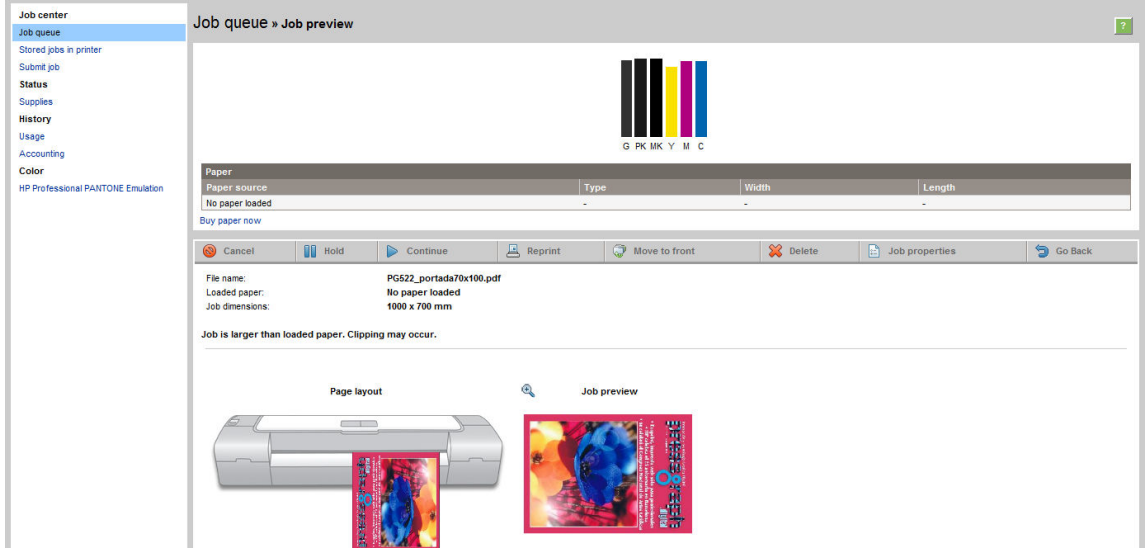 Job center
Job queue
Stored jobs in printer
Submit job
Status
Supplies
History
Usage
Accounting
Color
HP Professional PANTONE Emulation
Job queue » Job preview
?
G PK MK Y M C
Paper
Paper source Type Width Length
No paper loaded - - -
Buy paper now
Cancel Hold Continue Reprint Move to front Delete Job properties Go Back
File name: PG522_portada70x100.pdf
Loaded paper: No paper loaded
Job dimensions: 1000 x 700 mm
Job is larger than loaded paper. Clipping may occur.
Page layout Job preview